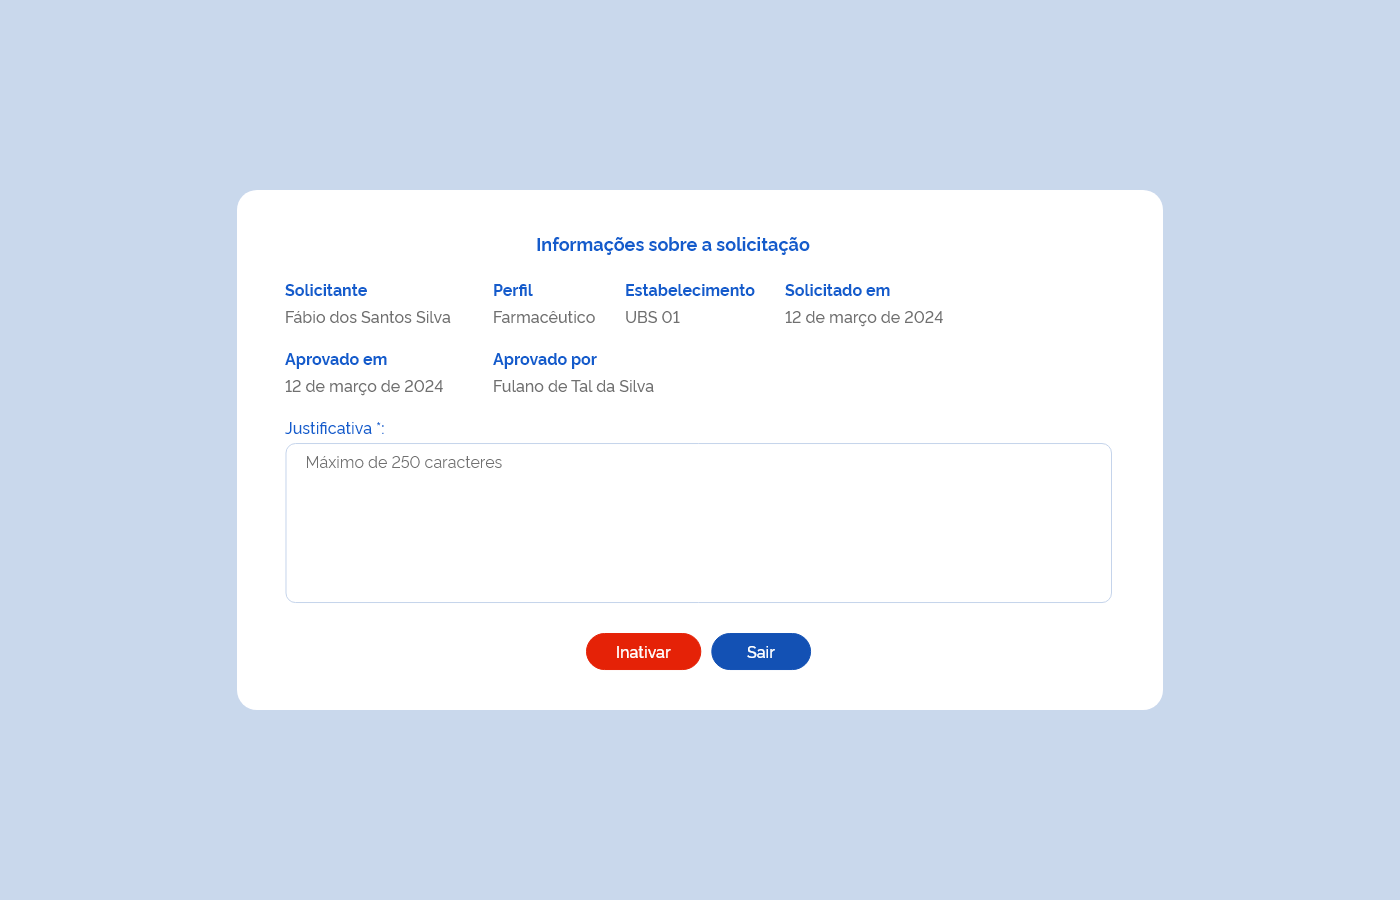 Informações sobre a solicitação
Solicitante Perfil Estabelecimento Solicitado em
Fábio dos Santos Silva Farmacêutico UBS 01 12 de março de 2024
Aprovado em Aprovado por
12 de março de 2024 Fulano de Tal da Silva
Justificativa *:
Máximo de 250 caracteres
Inativar Sair